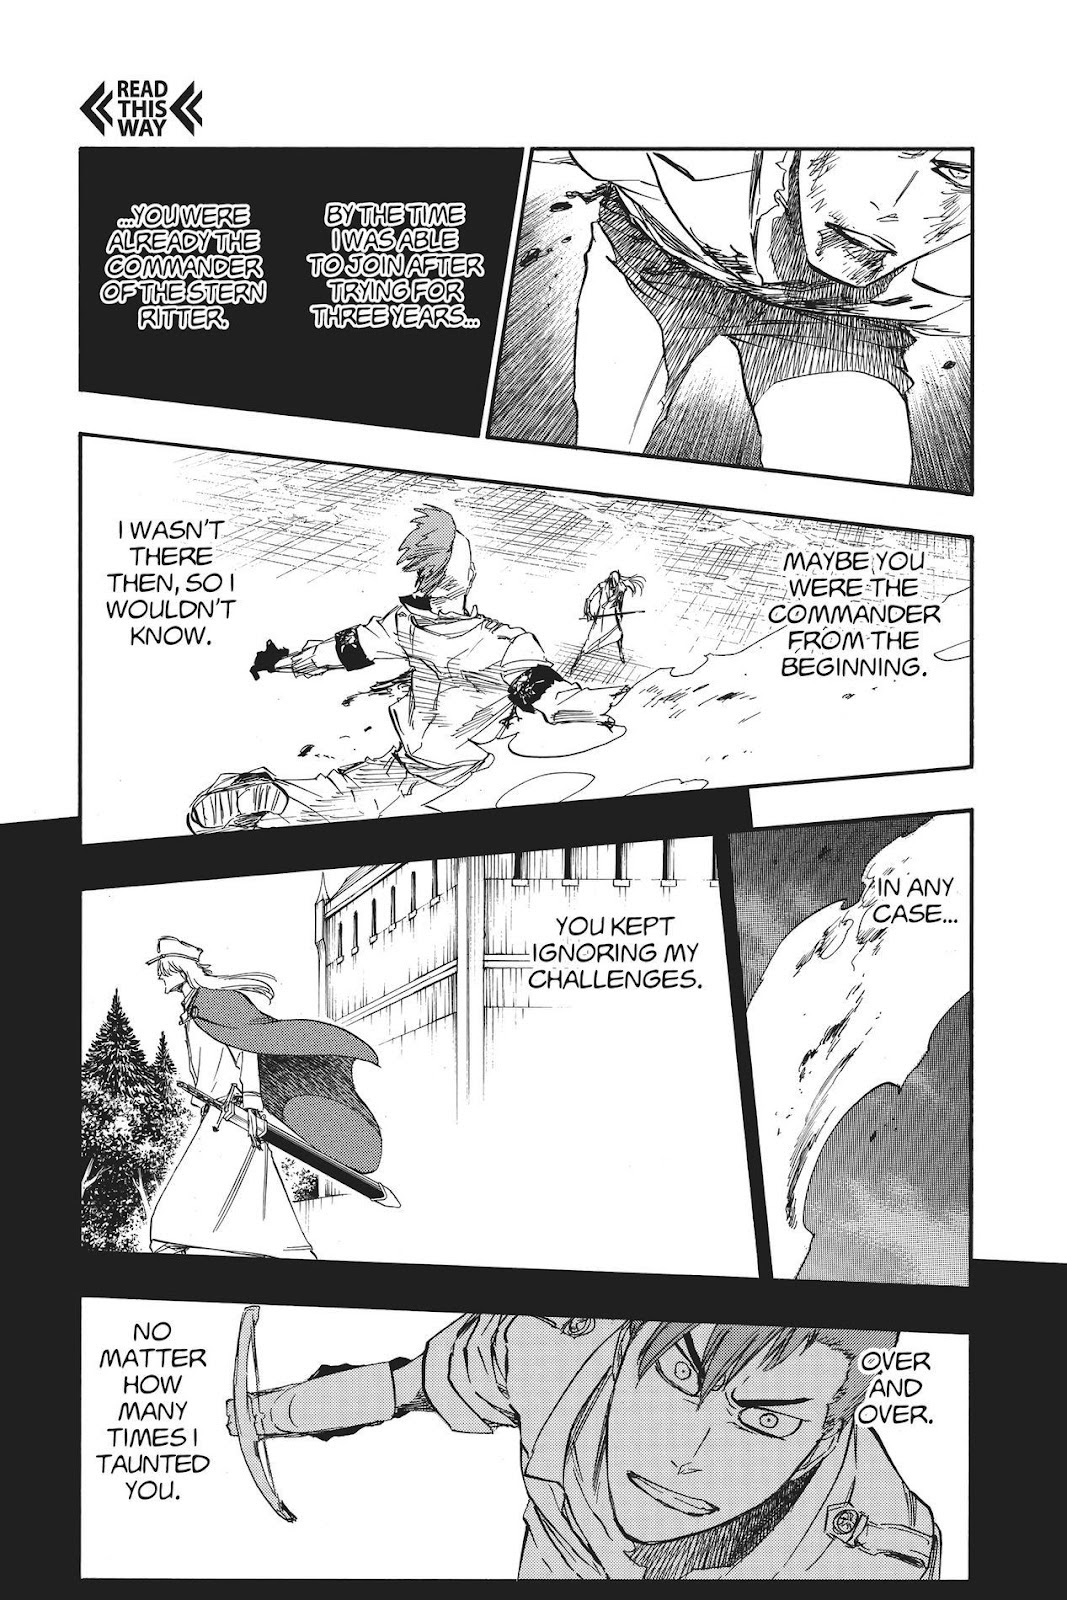 READ
THIS
WAY
BY THE TIME
I WAS ABLE
TO JOIN AFTER
TRYING FOR
THREE YEARS...
...YOU WERE
ALREADY THE
COMMANDER
OF THE STERN
RITTER.
MAYBE YOU
WERE THE
COMMANDER
FROM THE
BEGINNING.
I WASN'T
THERE
THEN, SO I
WOULDN'T
KNOW.
IN ANY
CASE...
YOU KEPT
IGNORING MY
CHALLENGES.
OVER
AND
OVER.
NO
MATTER
HOW
MANY
TIMES I
TAUNTED
YOU.